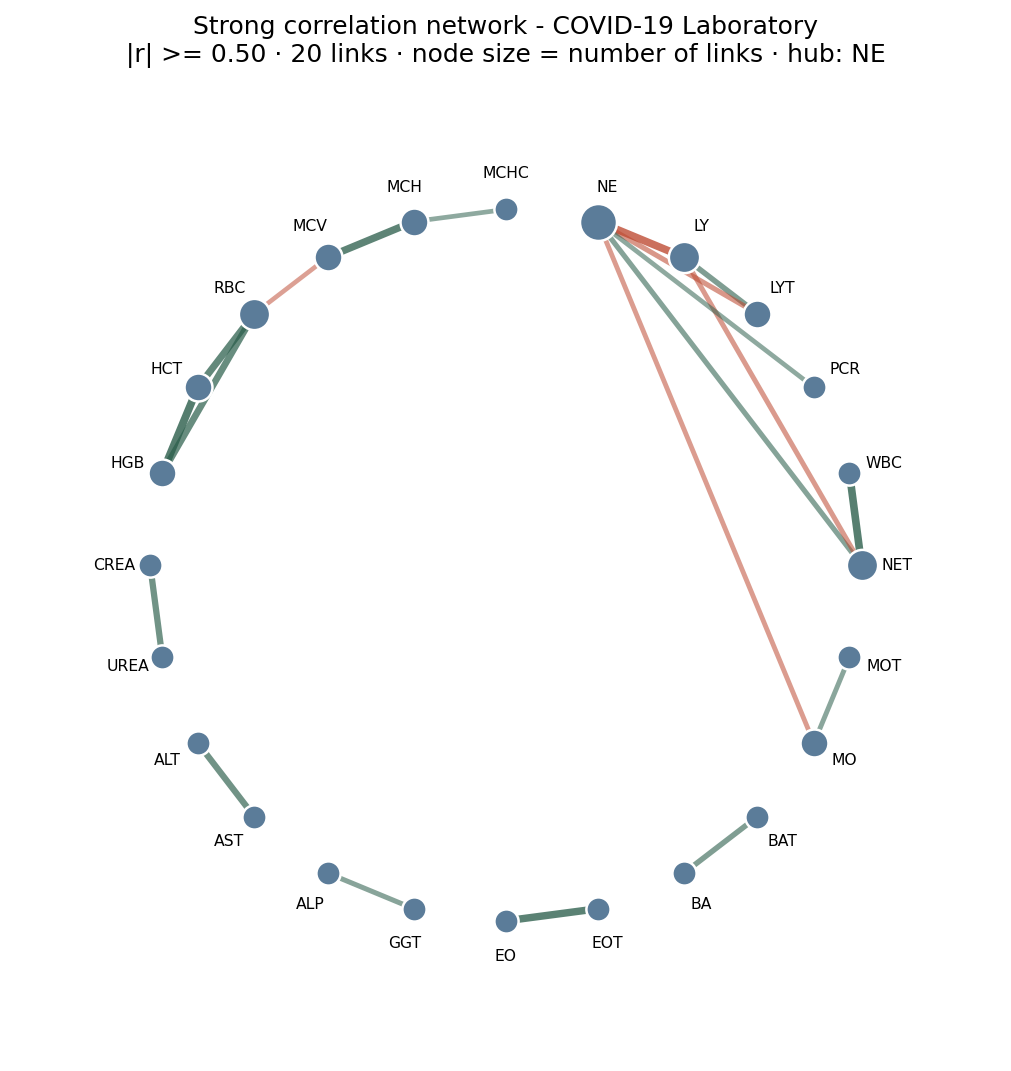 Strong correlation network - COVID-19 Laboratory
|r| >= 0.50 · 20 links · node size = number of links · hub: NE
MCHC
MCH
NE
MCV
LY
RBC
LYT
HCT
PCR
HGB
WBC
CREA
NET
UREA
MOT
ALT
MO
AST
BAT
ALP
BA
GGT
EOT
EO